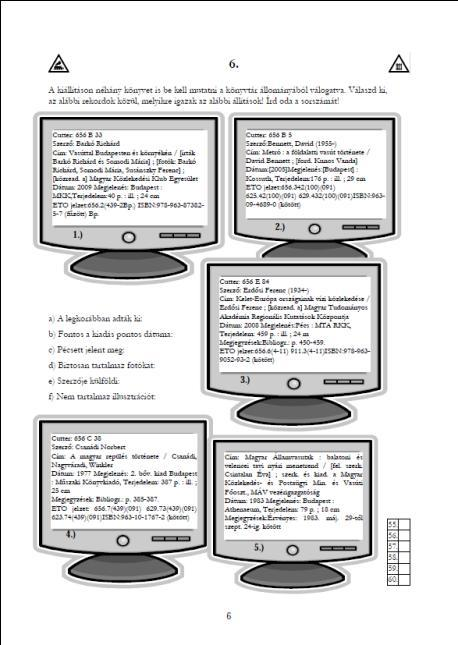 6.
A kiállításon néhány könyvet is be kell mutatni a könyvtár állományából válogatva. Válaszd ki,
az alábbi rekordok közül, melyikre igazak az alábbi állítások! Írd oda a sorszámát!
Cutter: 656 B 33
Szerző: Barkó Richárd
Cím: Vasúttal Budapesten és környékén / [írták
Barkó Richárd és Somodi Mária] ; [fotók: Barkó
Richárd, Somodi Mária, Susánszky Ferenc] ;
[közread. a] Magyar Közlekedési Klub Egyesület
Dátum: 2009 Megjelenés: Budapest :
MKK,Terjedelem:40 p. : ill. ; 24 cm
ETO jelzet:656.2(439-2Bp.) ISBN:978-963-87382-
5-7 (fűzött) Bp.
1.)
Cutter: 656 B 5
Szerző:Bennett, David (1955-)
Cím: Metró : a földalatti vasút története /
David Bennett ; [ford. Kunos Vanda]
Dátum:[2005]Megjelenés:[Budapest] :
Kossuth, Terjedelem:176 p. : ill. ; 29 cm
ETO jelzet:656.342(100)(091)
625.42(100)(091) 629.432(100)(091)ISBN:963-
09-4689-0 (kötött)
2.)
Cutter: 656 E 84
Szerző: Erdősi Ferenc (1934-)
Cím: Kelet-Európa országainak vízi közlekedése /
Erdősi Ferenc ; [közread. a] Magyar Tudományos
Akadémia Regionális Kutatások Központja
Dátum: 2008 Megjelenés:Pécs : MTA RKK,
Terjedelem: 459 p. : ill. ; 24 cm
Megjegyzések:Bibliogr.: p. 450-459.
ETO jelzet:656.6(4-11) 911.3(4-11)ISBN:978-963-
9052-93-2 (kötött)
3.)
a) A legkorábban adták ki:
b) Fontos a kiadás pontos dátuma:
c) Pécsett jelent meg:
d) Biztosan tartalmaz fotókat:
e) Szerzője külföldi:
f) Nem tartalmaz illusztrációt:
Cutter: 656 C 38
Szerző: Csanádi Norbert
Cím: A magyar repülés története / Csanádi,
Nagyváradi, Winkler
Dátum: 1977 Megjelenés: 2. bőv. kiad Budapest
: Műszaki Könyvkiadó, Terjedelem: 387 p. : ill. ;
25 cm
Megjegyzések: Bibliogr.: p. 385-387.
ETO jelzet: 656.7(439)(091) 629.73(439)(091)
623.74(439)(091)ISBN:963-10-1767-2 (kötött)
4.)
Cím: Magyar Államvasutak : balatoni és
velencei tavi nyári menetrend / [fel. szerk.
Csistian Elza] ; szerk. és kiad. a Magyar
Közlekedés- és Postaügyi Min. és Vasúti
Főoszt., MÁV vezérigazgatóság
Dátum: 1983 Megjelenés: Budapest :
Athenaeum, Terjedelem: 79 p. ; 18 cm
Megjegyzések:Érvényes: 1983. máj. 29-től
szept. 24-ig. kötött
5.)
55.
56.
57.
58.
59.
60.
6